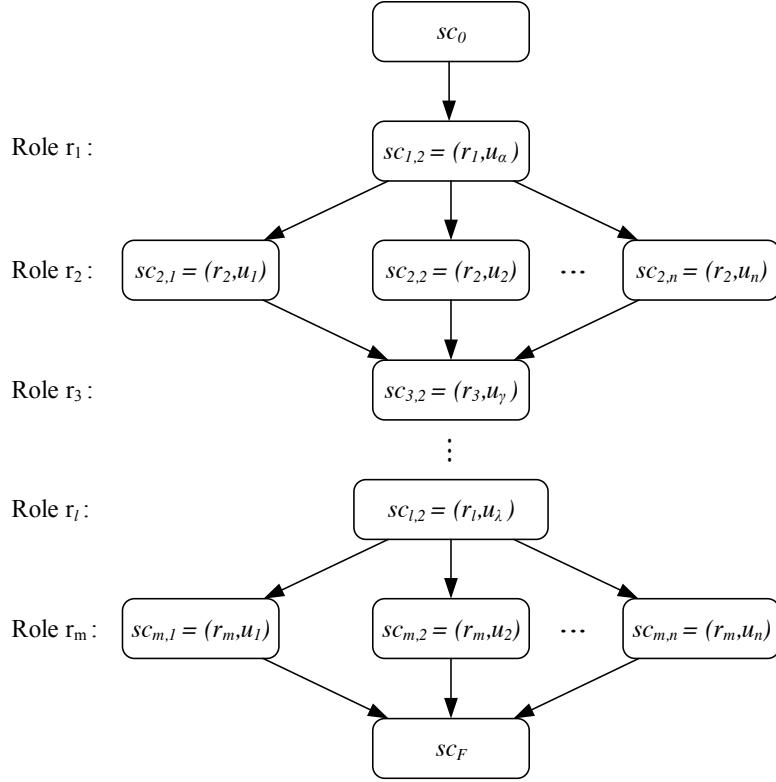 sc₀
Role r₁: sc₁,₂ = (r₁,uα)
Role r₂: sc₂,₁ = (r₂,u₁) sc₂,₂ = (r₂,u₂) ... sc₂,ₙ = (r₂,uₙ)
Role r₃: sc₃,₂ = (r₃,uᵧ)
⋮
Role rₗ: scₗ,₂ = (rₗ,u_λ)
Role rₘ: scₘ,₁ = (rₘ,u₁) scₘ,₂ = (rₘ,u₂) ... scₘ,ₙ = (rₘ,uₙ)
sc_F